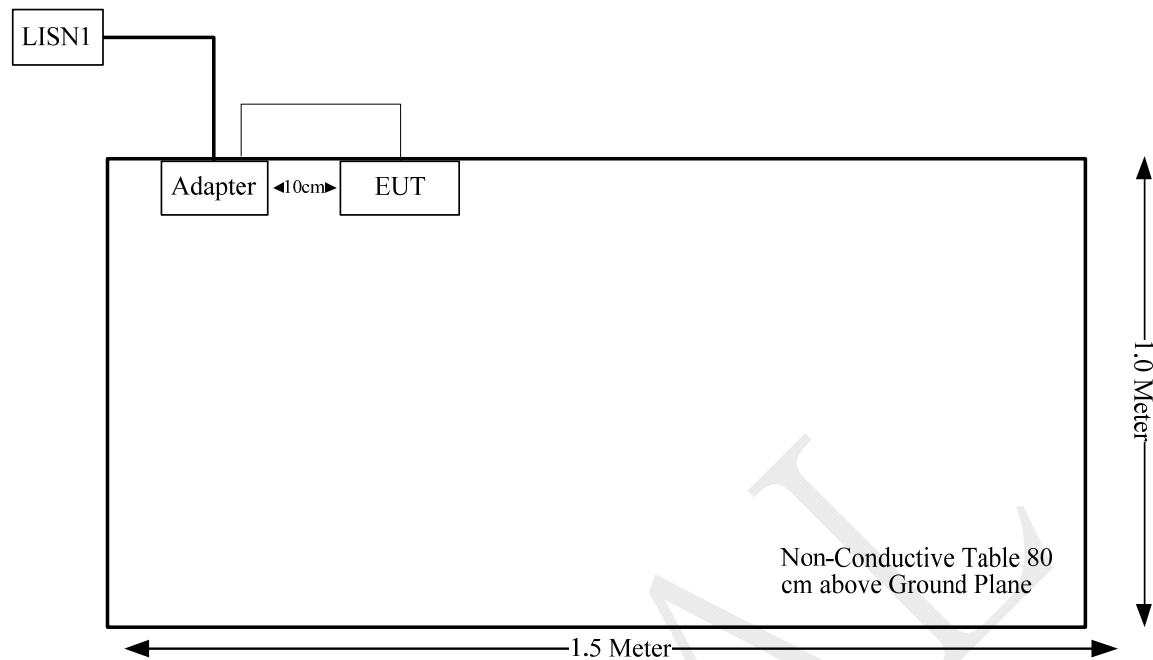 LISN1
Adapter
10cm
EUT
1.0 Meter
Non-Conductive Table 80
cm above Ground Plane
1.5 Meter